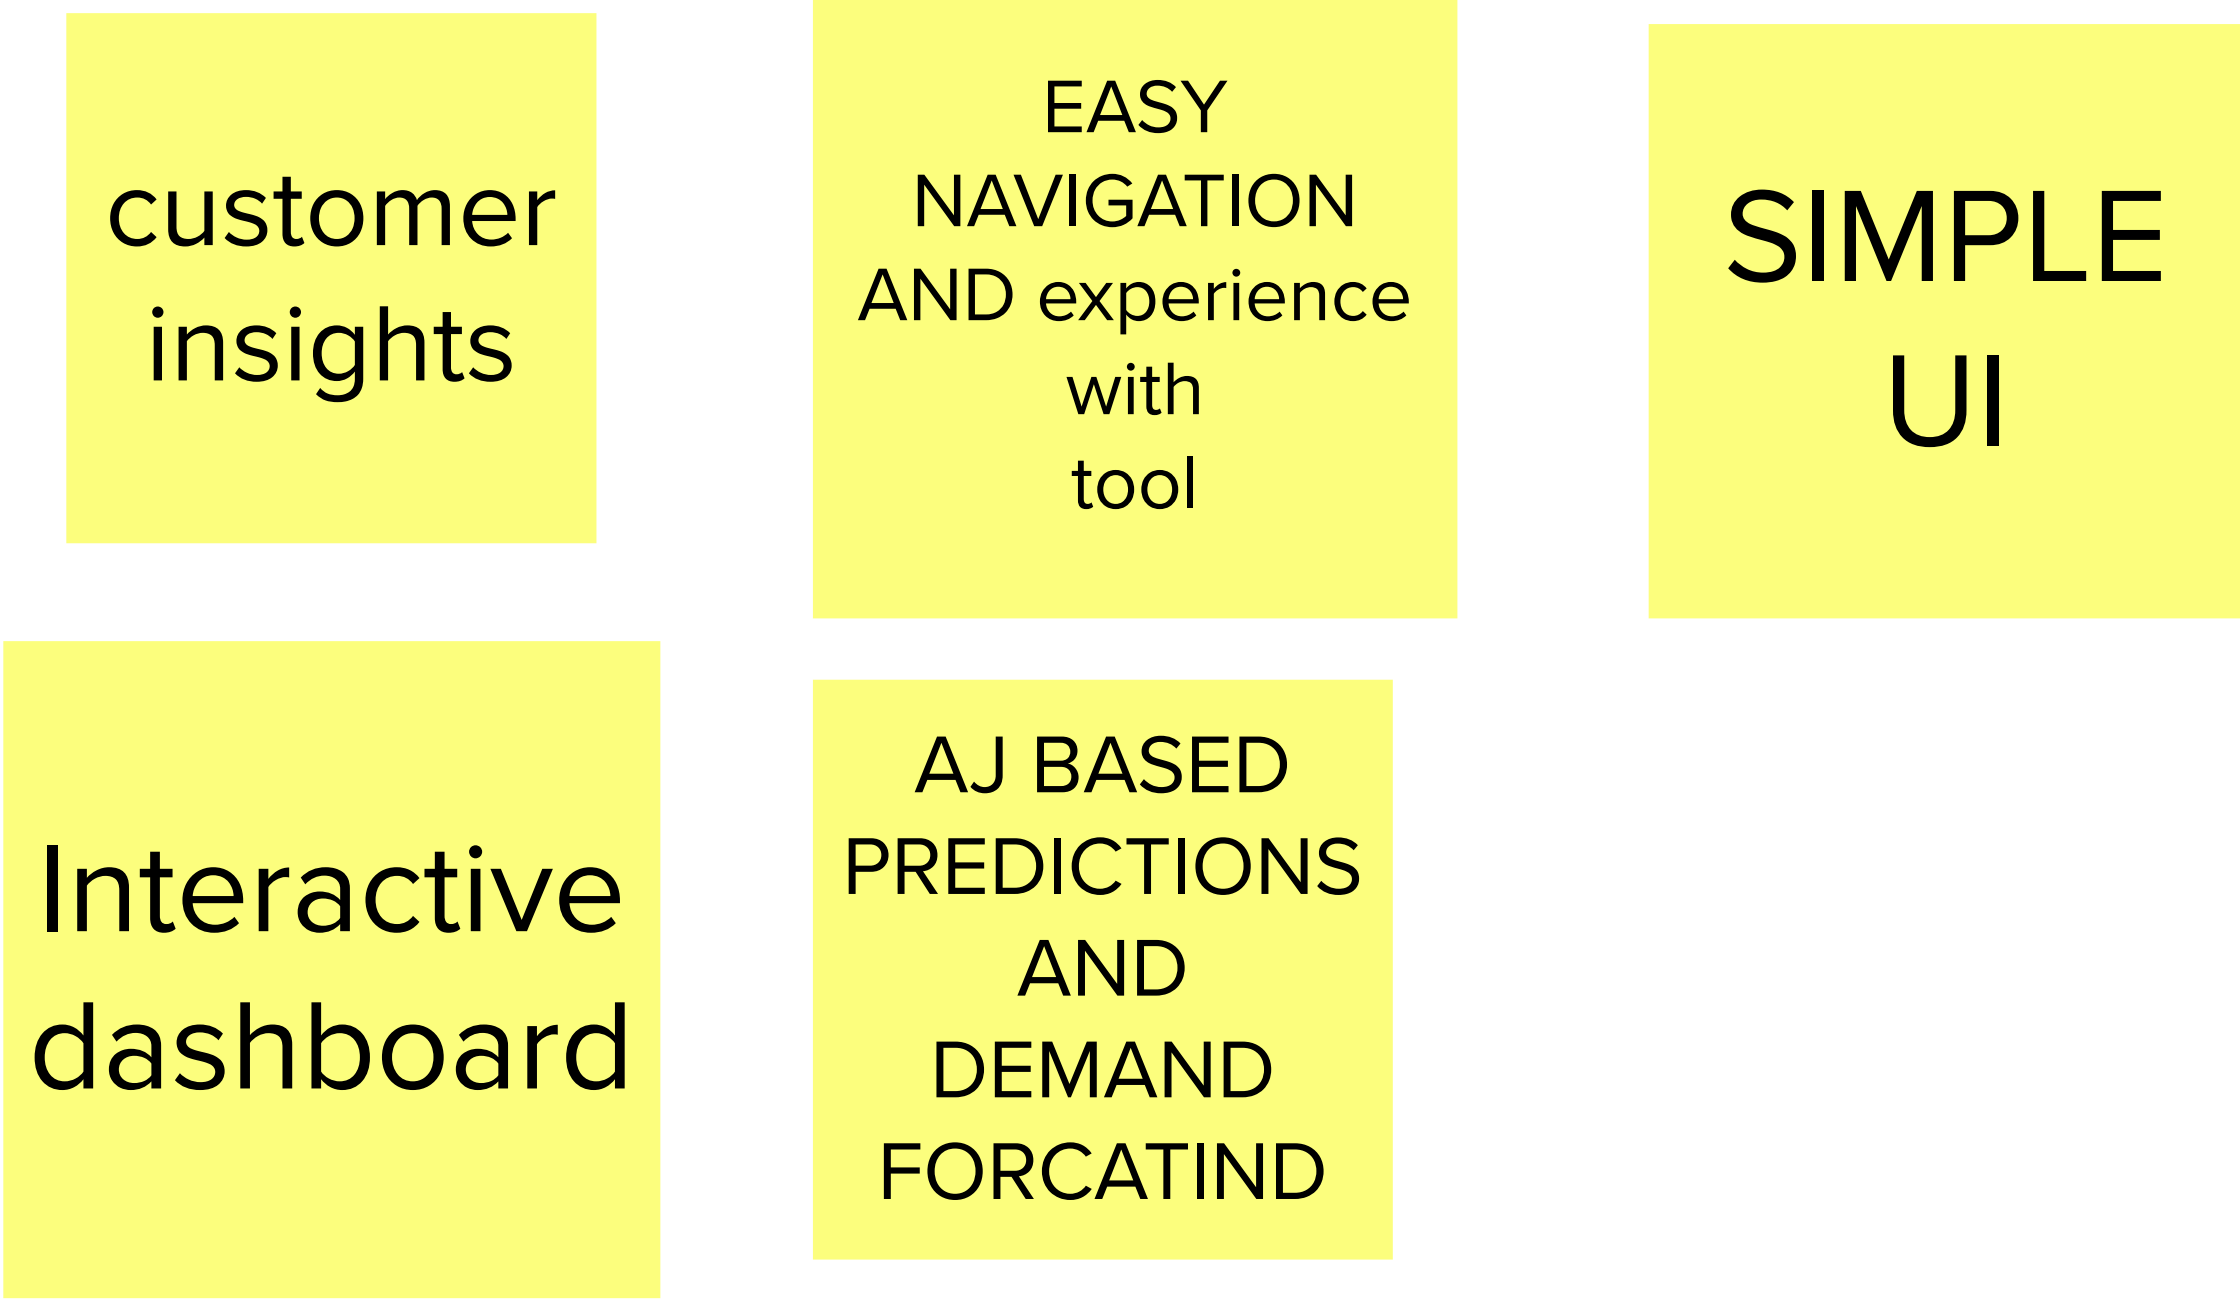 customer
insights
EASY
NAVIGATION
AND experience
with
tool
SIMPLE
UI
Interactive
dashboard
AJ BASED
PREDICTIONS
AND
DEMAND
FORCATIND